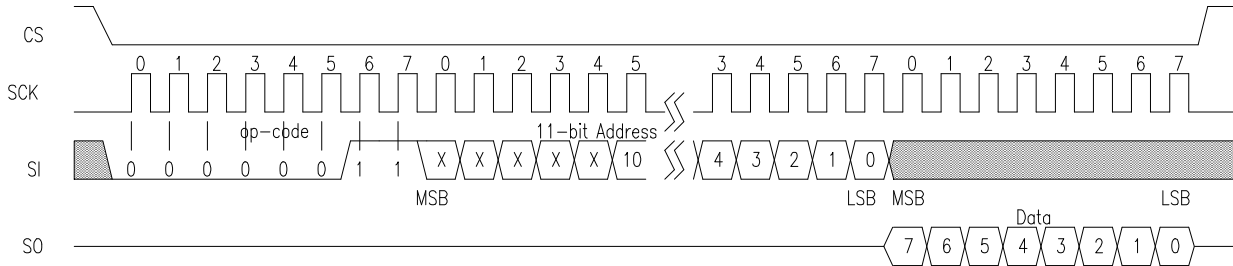 CS
0 1 2 3 4 5 6 7 0 1 2 3 4 5 3 4 5 6 7 0 1 2 3 4 5 6 7
SCK
op-code 11-bit Address
SI 0 0 0 0 0 0 1 1 X X X X X 10 4 3 2 1 0
MSB LSB MSB LSB
Data
SO 7 6 5 4 3 2 1 0